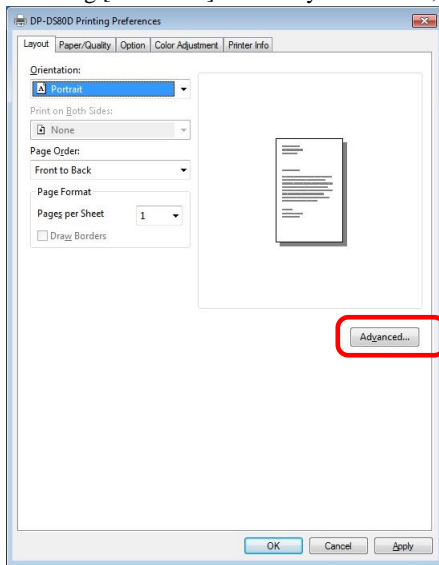 DP-DS80D Printing Preferences
Layout Paper/Quality Option Color Adjustment Printer Info
Orientation:
Portrait
Print on Both Sides:
None
Page Order:
Front to Back
Page Format
Pages per Sheet 1
Draw Borders
Advanced...
OK Cancel Apply